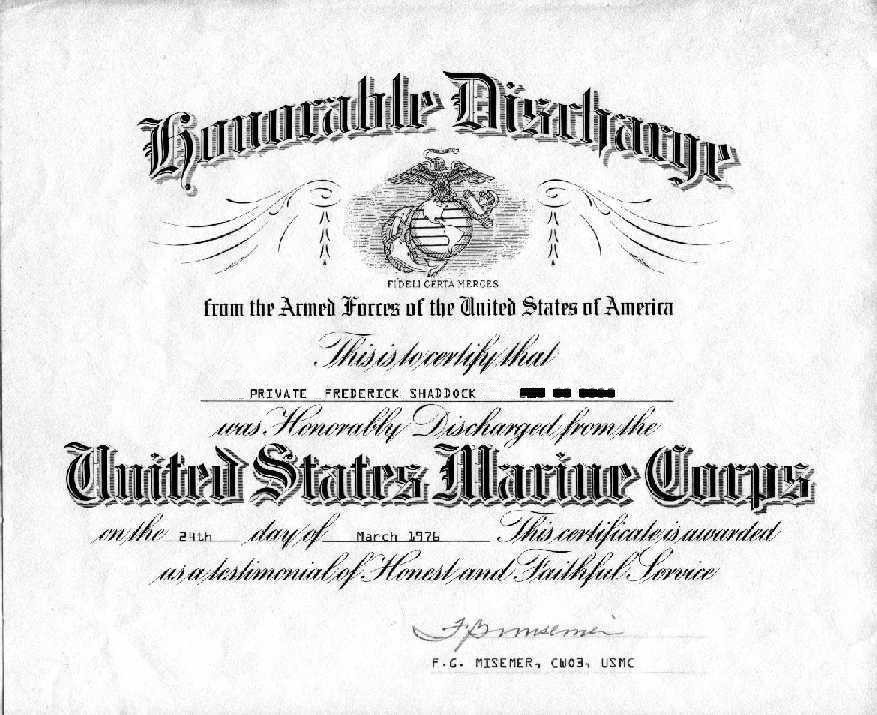 Honorable Discharge
FIDELI CERTA MERCES
from the Armed Forces of the United States of America
This is to certify that
PRIVATE FREDERICK SHADDOCK
was Honorably Discharged from the
United States Marine Corps
on the 24th day of March 1976 This certificate is awarded
as a testimonial of Honest and Faithful Service
F.G. MISEMER, CWO3, USMC